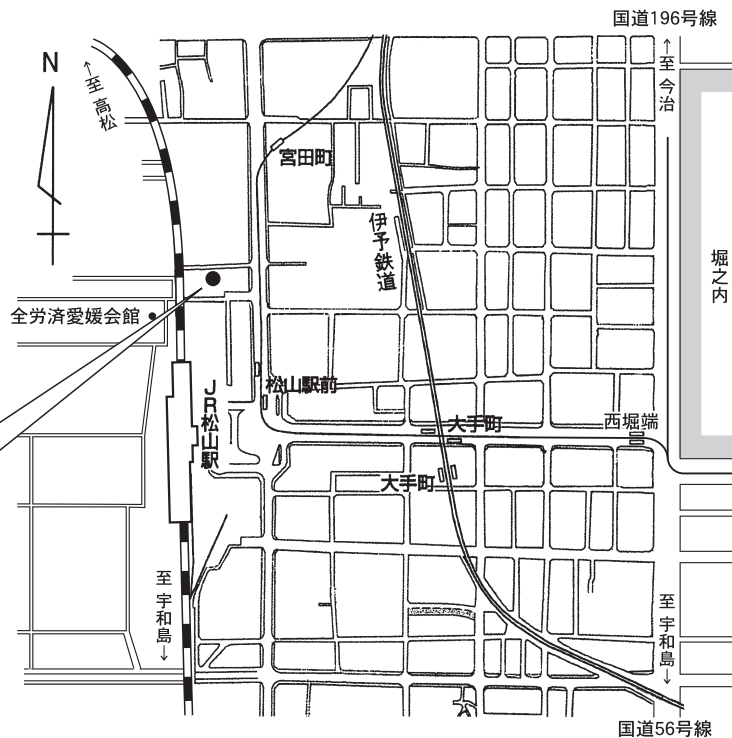 国道196号線
N
↑至 高松
↑至 今治
宮田町
伊予鉄道
堀之内
全労済愛媛会館
松山駅前
JR松山駅
大手町
西堀端
大手町
至 宇和島→
至 宇和島→
国道56号線